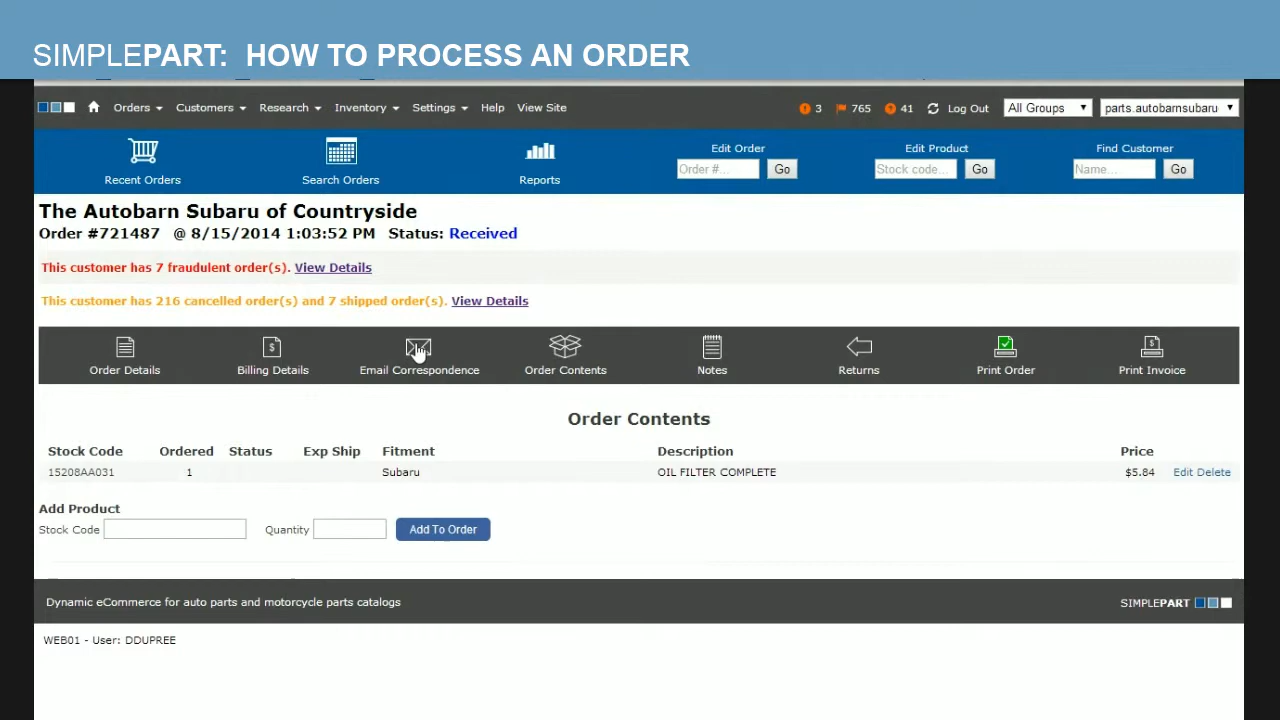 SIMPLEPART: HOW TO PROCESS AN ORDER
Orders Customers Research Inventory Settings Help View Site 3 765 41 Log Out All Groups parts.autobarnsubaru
Recent Orders Search Orders Reports
Edit Order Edit Product Find Customer
Order #... Go Stock code... Go Name... Go
The Autobarn Subaru of Countryside
Order #721487 @ 8/15/2014 1:03:52 PM Status: Received
This customer has 7 fraudulent order(s). View Details
This customer has 216 cancelled order(s) and 7 shipped order(s). View Details
Order Details Billing Details Email Correspondence Order Contents Notes Returns Print Order Print Invoice
Order Contents
Stock Code Ordered Status Exp Ship Fitment Description Price
15208AA031 1 Subaru OIL FILTER COMPLETE $5.84 Edit Delete
Add Product
Stock Code Quantity Add To Order
Dynamic eCommerce for auto parts and motorcycle parts catalogs SIMPLEPART
WEB01 - User: DDUPREE